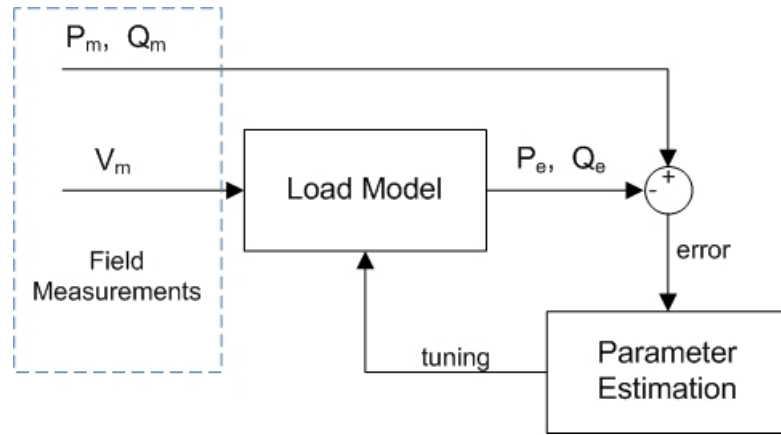 Pm, Qm
Vm
Load Model
Pe, Qe
+
-
Field
Measurements
error
tuning
Parameter
Estimation